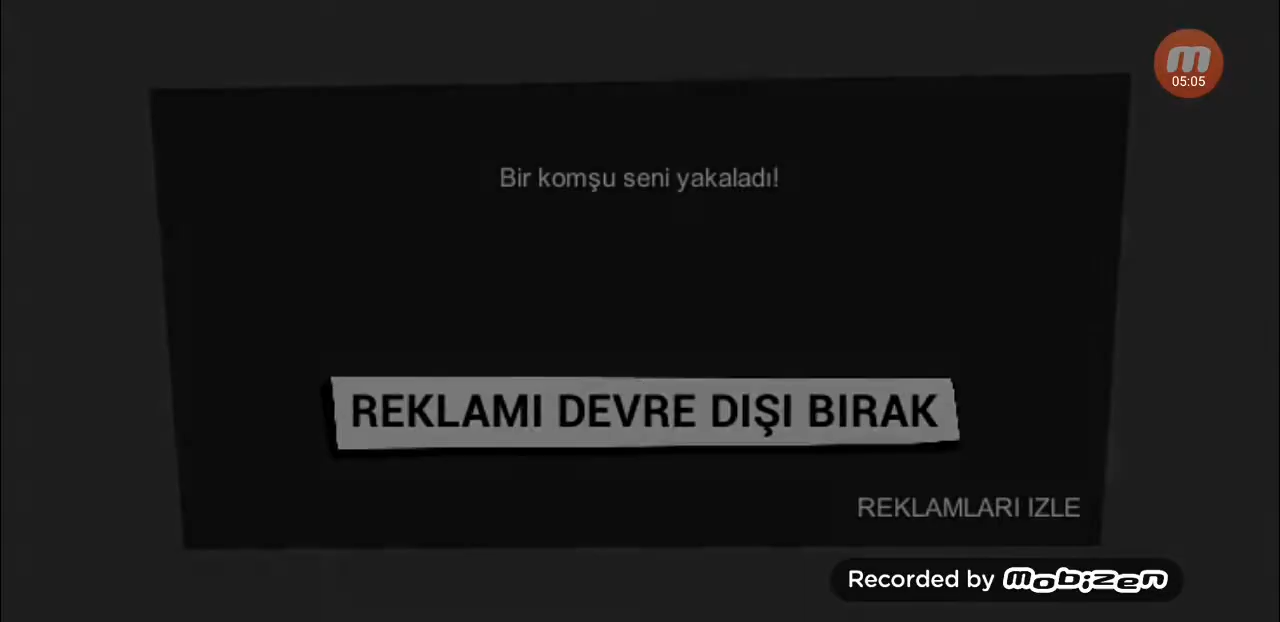 m
05:05
Bir komşu seni yakaladı!
REKLAMI DEVRE DIŞI BIRAK
REKLAMLARI IZLE
Recorded by mobizen